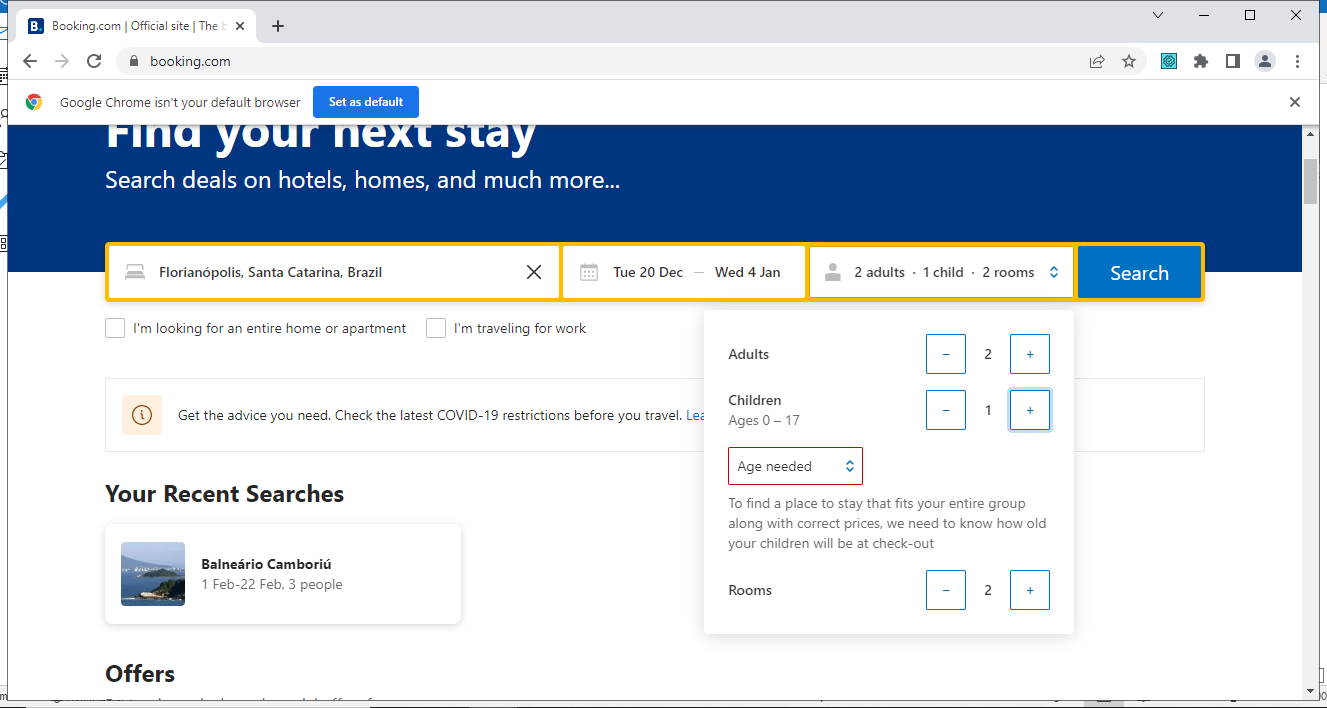 B. Booking.com | Official site | The b
booking.com
Google Chrome isn't your default browser
Set as default
Find your next stay
Search deals on hotels, homes, and much more...
Florianópolis, Santa Catarina, Brazil
Tue 20 Dec — Wed 4 Jan
2 adults · 1 child · 2 rooms
Search
I'm looking for an entire home or apartment
I'm traveling for work
Adults
− 2 +
Children
Ages 0 – 17
− 1 +
Get the advice you need. Check the latest COVID-19 restrictions before you travel. Lea
Age needed
To find a place to stay that fits your entire group
along with correct prices, we need to know how old
your children will be at check-out
Rooms
− 2 +
Your Recent Searches
Balneário Camboriú
1 Feb-22 Feb, 3 people
Offers